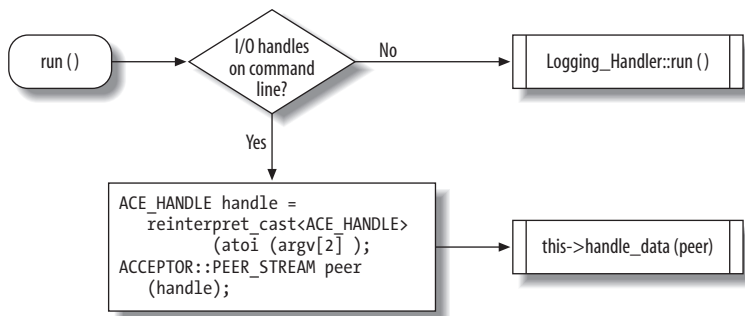 run ( )
I/O handles
on command
line?
No
Logging_Handler::run ( )
Yes
ACE_HANDLE handle =
reinterpret_cast<ACE_HANDLE>
(atoi (argv[2] );
ACCEPTOR::PEER_STREAM peer
(handle);
this->handle_data (peer)